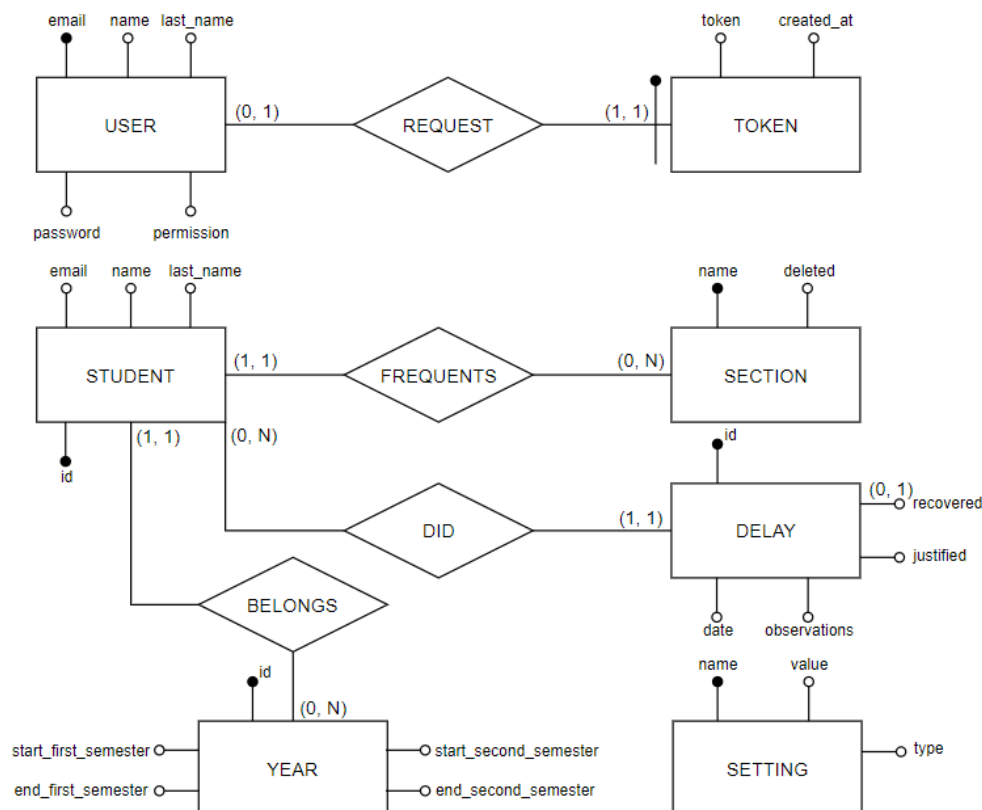 email name last_name token created_at
USER (0, 1) REQUEST (1, 1) TOKEN
password permission
email name last_name name deleted
STUDENT (1, 1) FREQUENTS (0, N) SECTION
(1, 1) (0, N) id
id
DID (1, 1) DELAY (0, 1) recovered
justified
BELONGS
date observations
id name value
(0, N)
start_first_semester YEAR start_second_semester SETTING type
end_first_semester end_second_semester